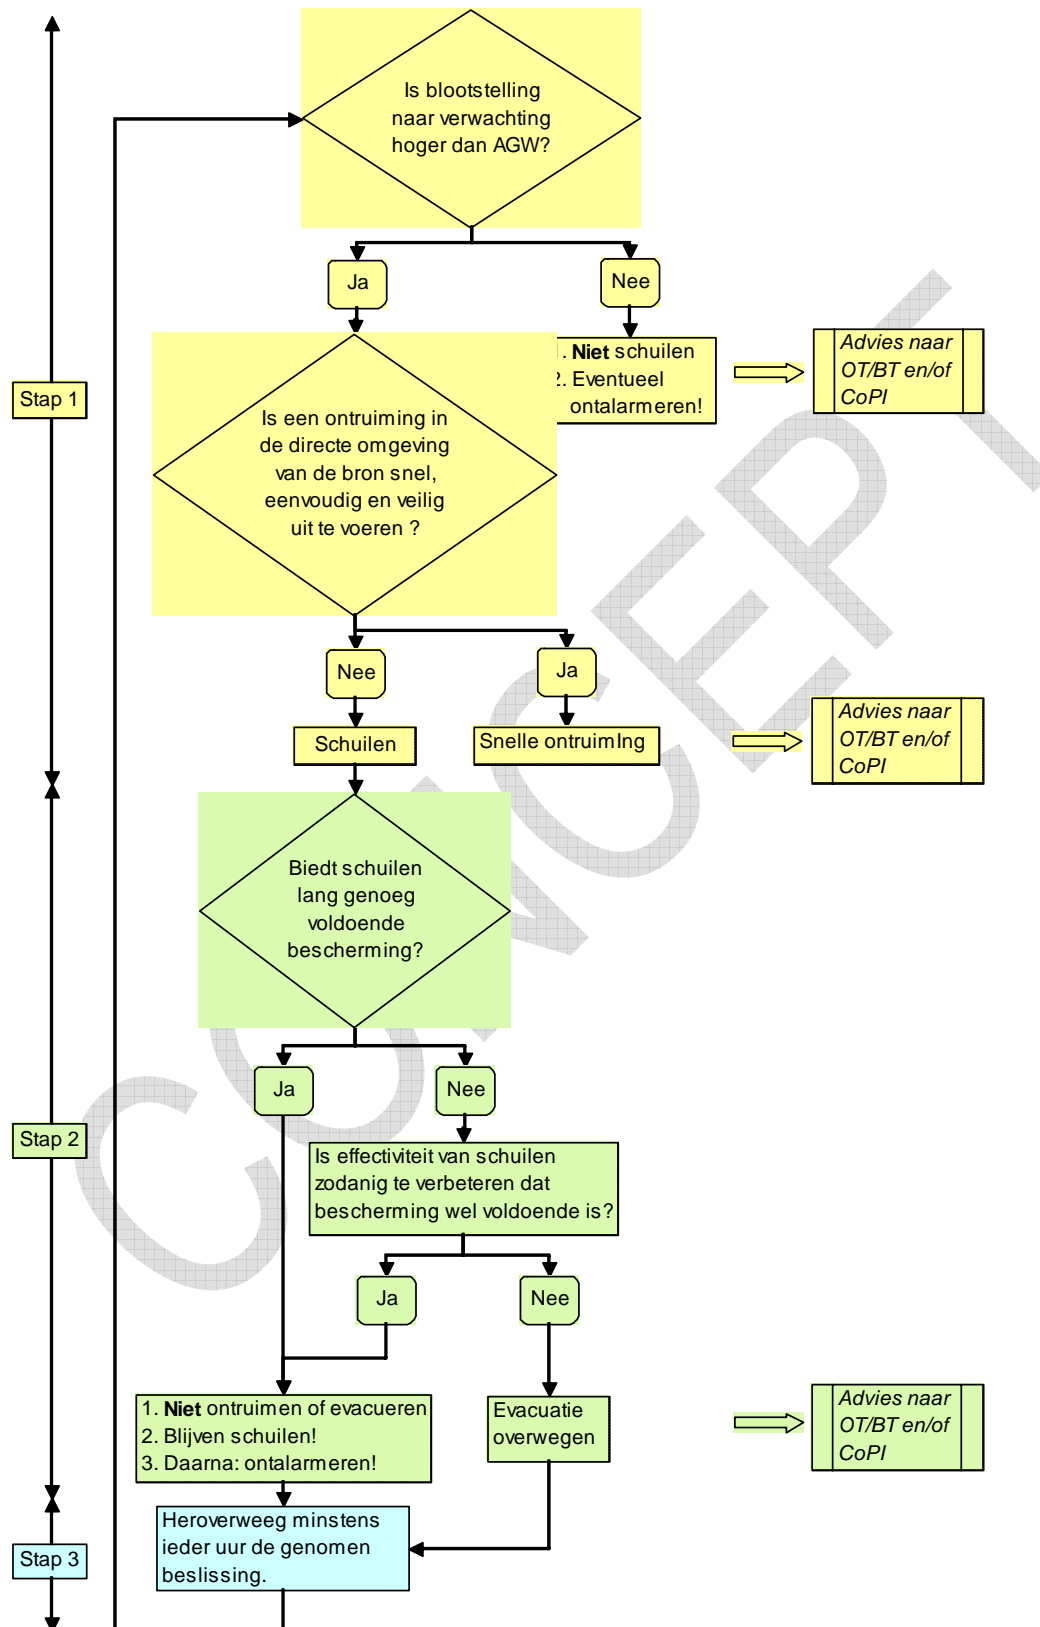 Is blootstelling
naar verwachting
hoger dan AGW?
Ja
Nee
1. Niet schuilen
2. Eventueel
ontalarmeren!
Advies naar
OT/BT en/of
CoPI
Stap 1
Is een ontruiming in
de directe omgeving
van de bron snel,
eenvoudig en veilig
uit te voeren ?
Nee
Ja
Schuilen
Snelle ontruiming
Advies naar
OT/BT en/of
CoPI
Biedt schuilen
lang genoeg
voldoende
bescherming?
Ja
Nee
Stap 2
Is effectiviteit van schuilen
zodanig te verbeteren dat
bescherming wel voldoende is?
Ja
Nee
1. Niet ontruimen of evacueren
2. Blijven schuilen!
3. Daarna: ontalarmeren!
Evacuatie
overwegen
Advies naar
OT/BT en/of
CoPI
Stap 3
Heroverweeg minstens
ieder uur de genomen
beslissing.
CONCEPT